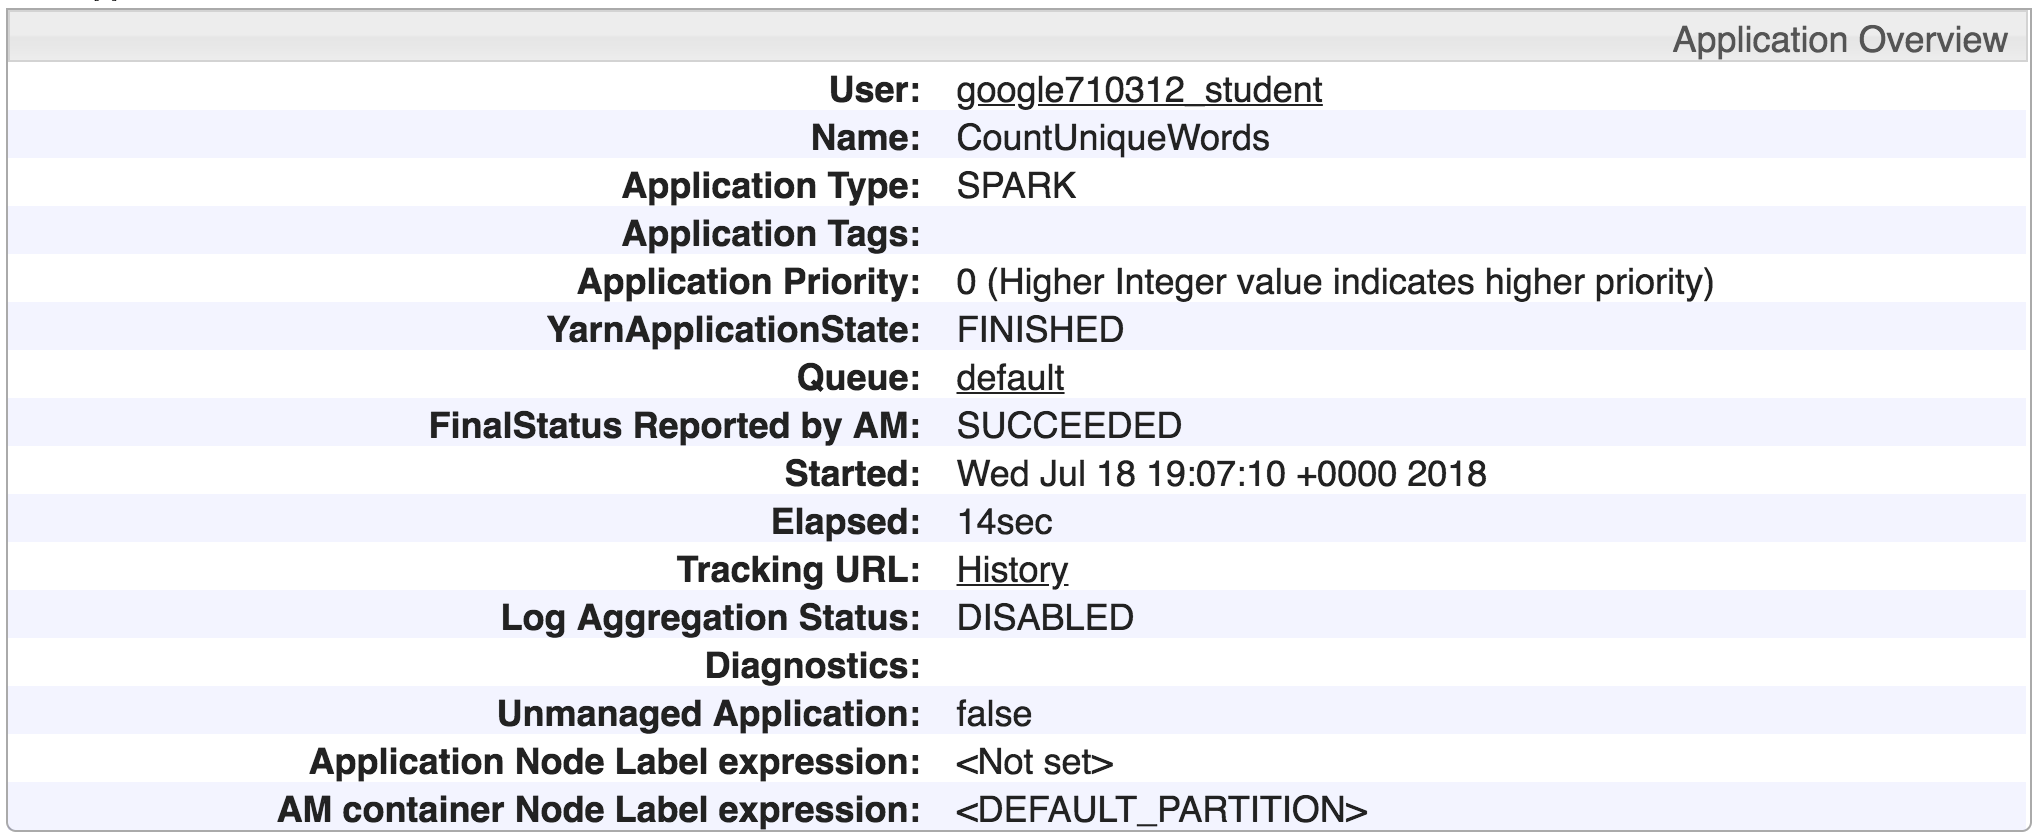 Application Overview
User: google710312_student
Name: CountUniqueWords
Application Type: SPARK
Application Tags:
Application Priority: 0 (Higher Integer value indicates higher priority)
YarnApplicationState: FINISHED
Queue: default
FinalStatus Reported by AM: SUCCEEDED
Started: Wed Jul 18 19:07:10 +0000 2018
Elapsed: 14sec
Tracking URL: History
Log Aggregation Status: DISABLED
Diagnostics:
Unmanaged Application: false
Application Node Label expression: <Not set>
AM container Node Label expression: <DEFAULT_PARTITION>